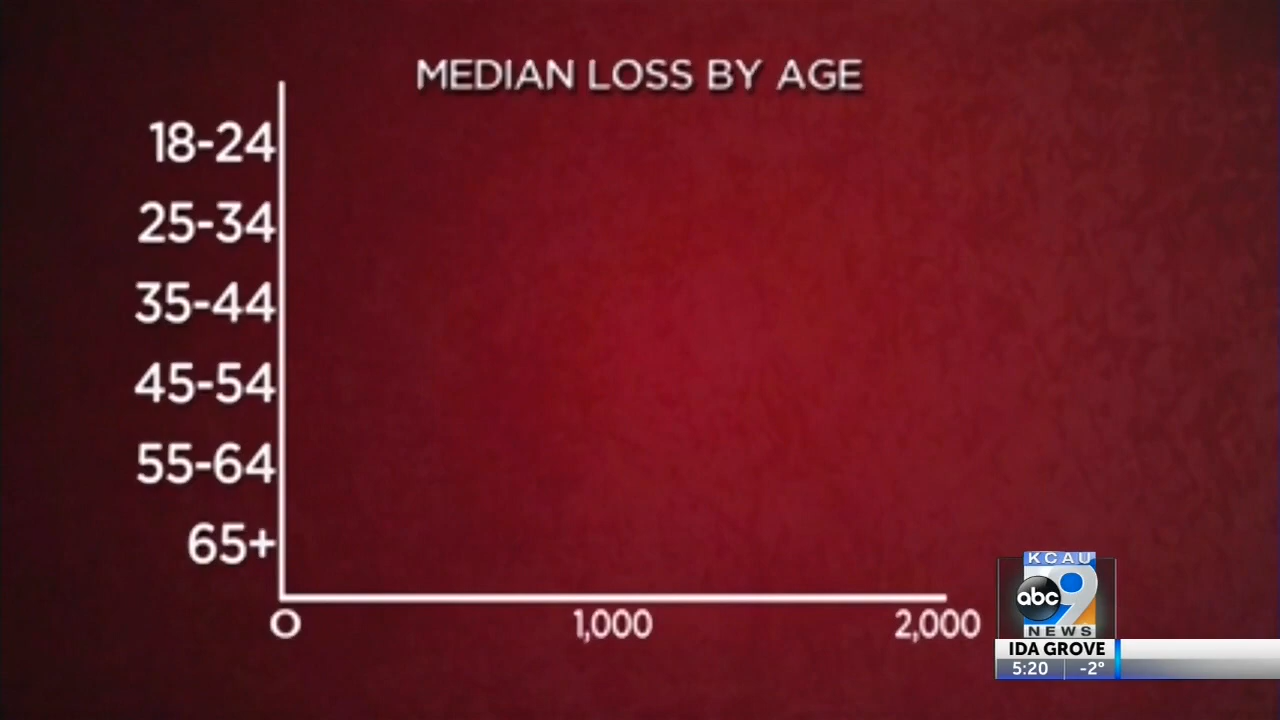 MEDIAN LOSS BY AGE
18-24
25-34
35-44
45-54
55-64
65+
0 1,000 2,000
KCAU
abc 9
NEWS
IDA GROVE
5:20 -2°